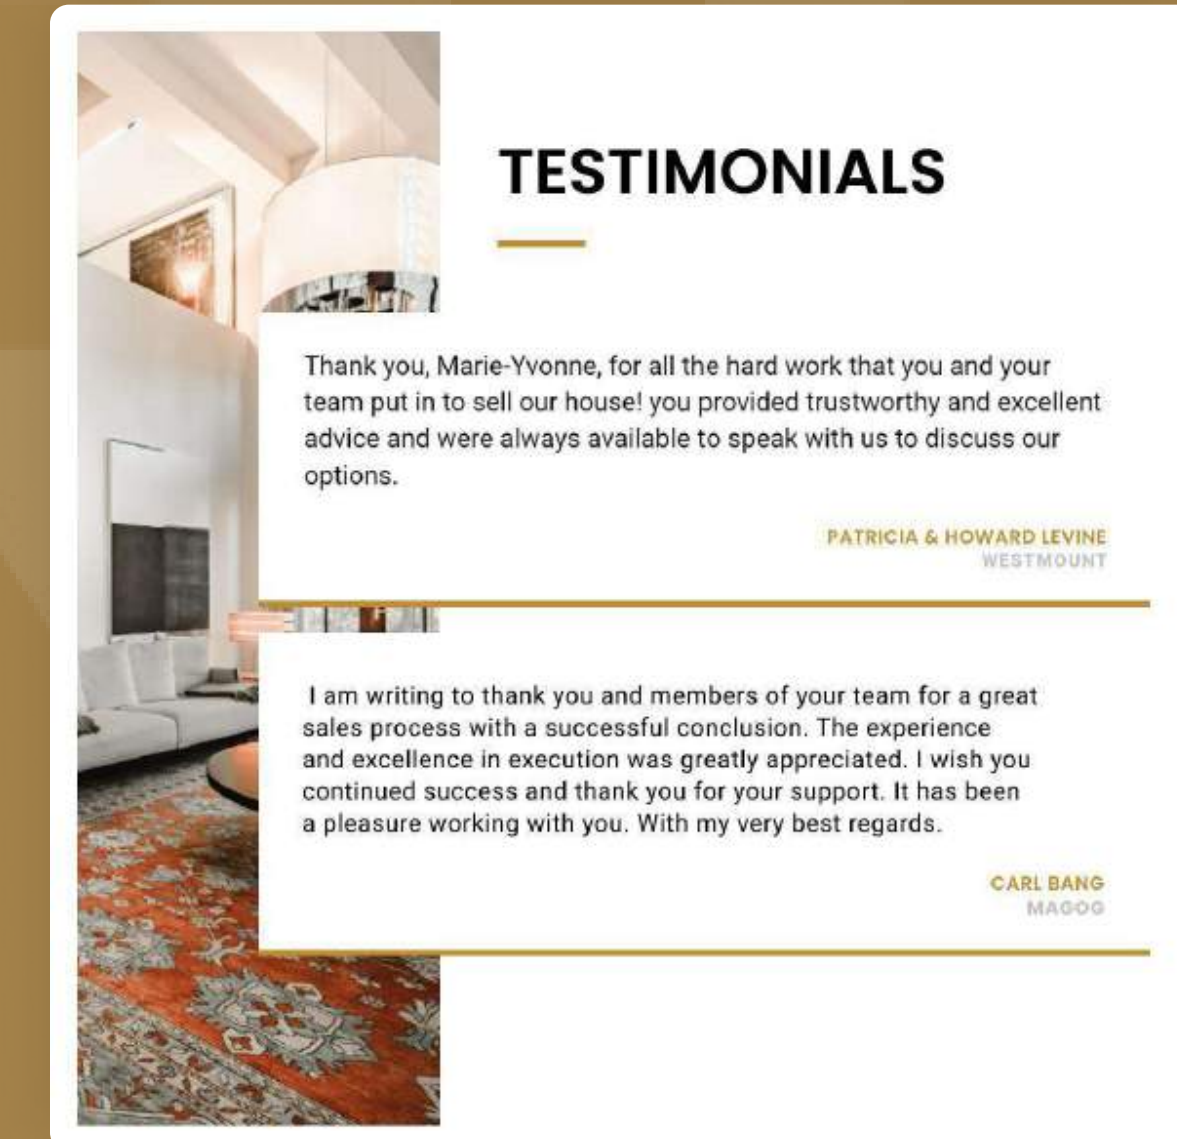 TESTIMONIALS
Thank you, Marie-Yvonne, for all the hard work that you and your
team put in to sell our house! you provided trustworthy and excellent
advice and were always available to speak with us to discuss our
options.
PATRICIA & HOWARD LEVINE
WESTMOUNT
I am writing to thank you and members of your team for a great
sales process with a successful conclusion. The experience
and excellence in execution was greatly appreciated. I wish you
continued success and thank you for your support. It has been
a pleasure working with you. With my very best regards.
CARL BANG
MAGOG